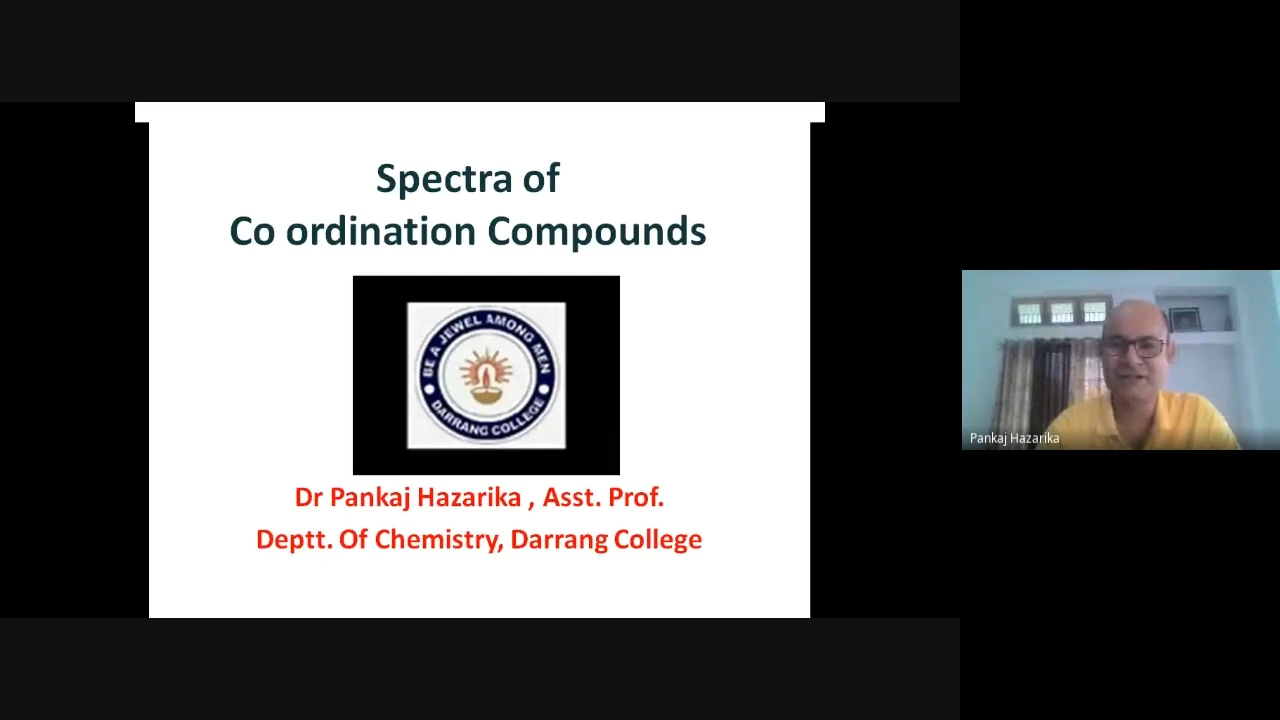 Spectra of
Co ordination Compounds
BE A JEWEL AMONG MEN
DARRANG COLLEGE
Dr Pankaj Hazarika , Asst. Prof.
Deptt. Of Chemistry, Darrang College
Pankaj Hazarika